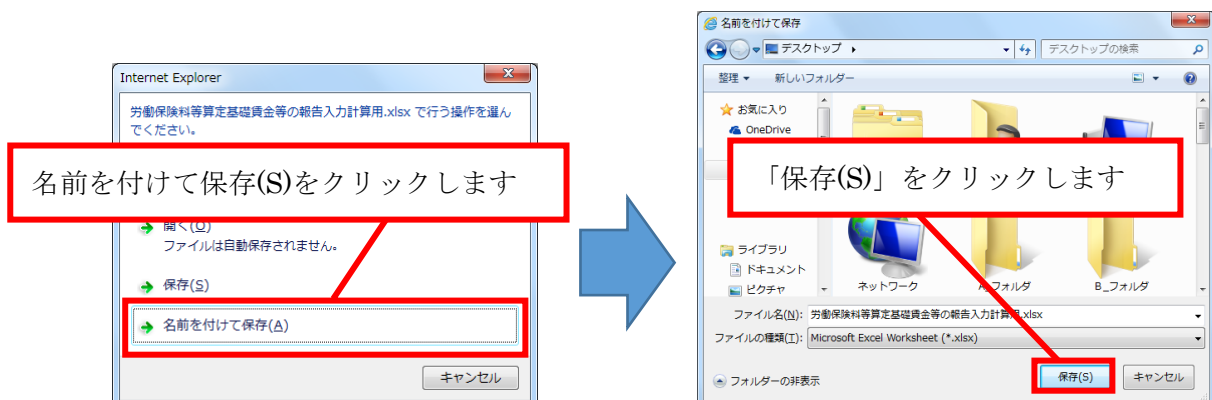 Internet Explorer
労働保険料等算定基礎賃金等の報告入力計算用.xlsx で行う操作を選ん
でください。
名前を付けて保存(S)をクリックします
開く(O)
ファイルは自動保存されません。
保存(S)
名前を付けて保存(A)
キャンセル
名前を付けて保存
デスクトップ
デスクトップの検索
整理
新しいフォルダー
お気に入り
OneDrive
「保存(S)」をクリックします
ライブラリ
ドキュメント
ピクチャ
ネットワーク
フォルダ
B_フォルダ
ファイル名(N): 労働保険料等算定基礎賃金等の報告入力計算用.xlsx
ファイルの種類(T): Microsoft Excel Worksheet (*.xlsx)
フォルダーの非表示
保存(S)
キャンセル